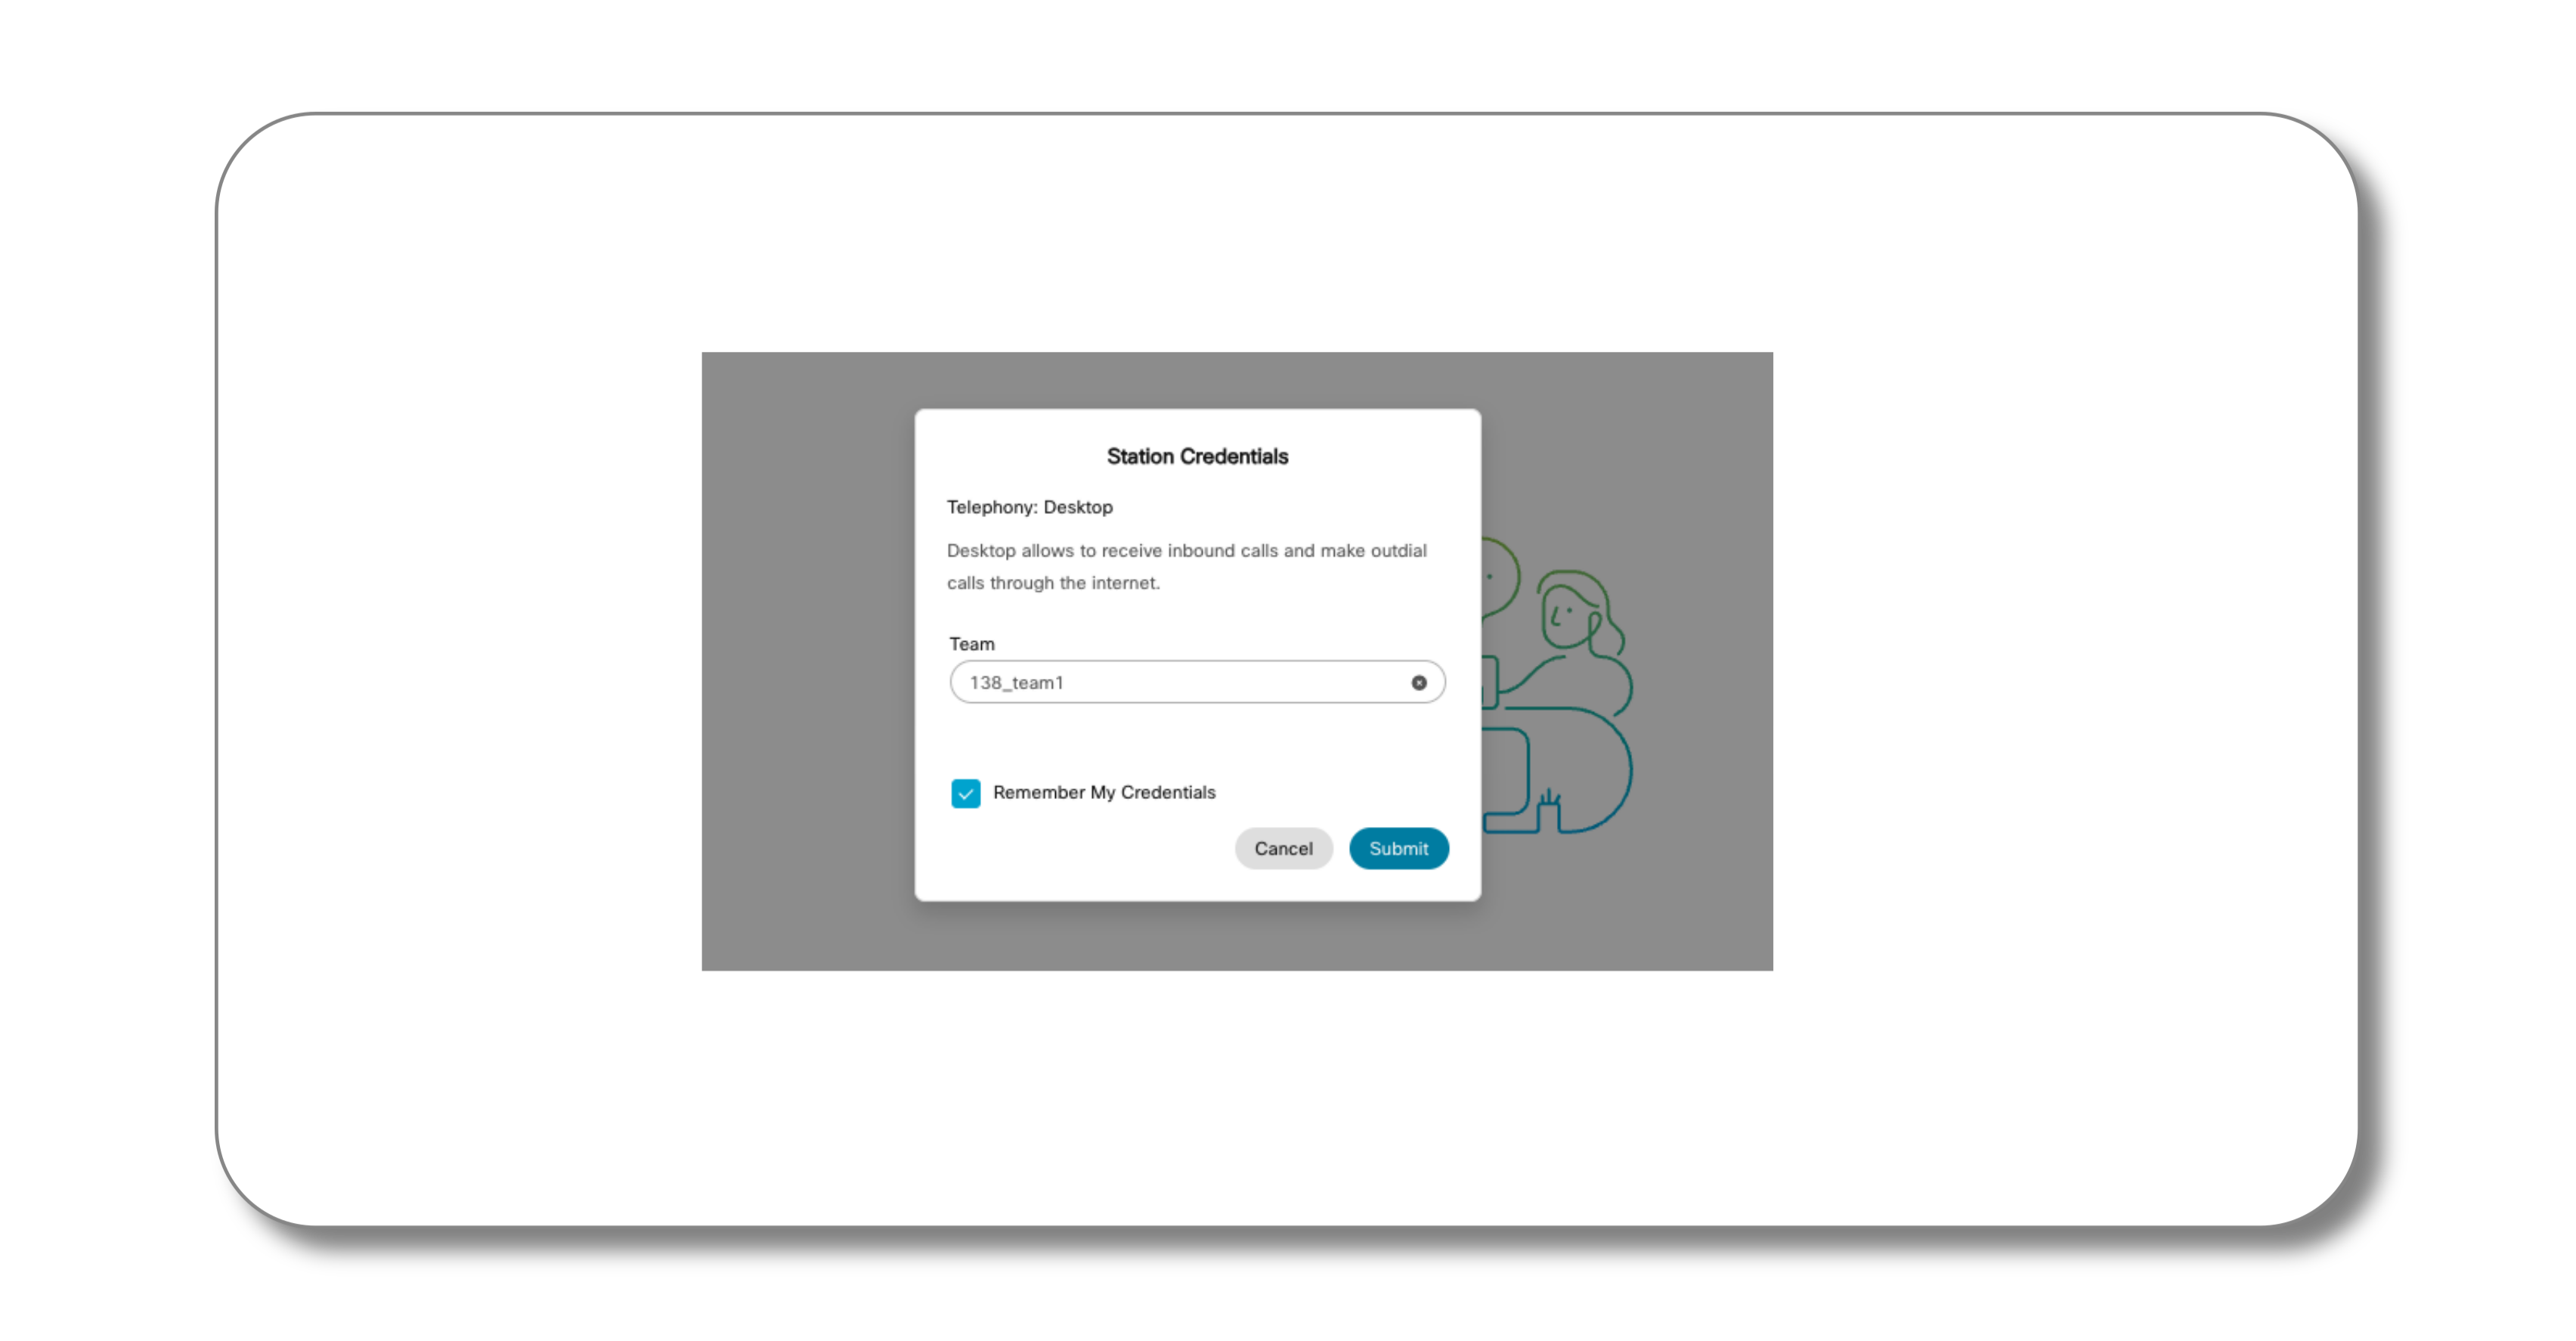 Station Credentials
Telephony: Desktop
Desktop allows to receive inbound calls and make outdial
calls through the internet.
Team
138_team1
Remember My Credentials
Cancel
Submit